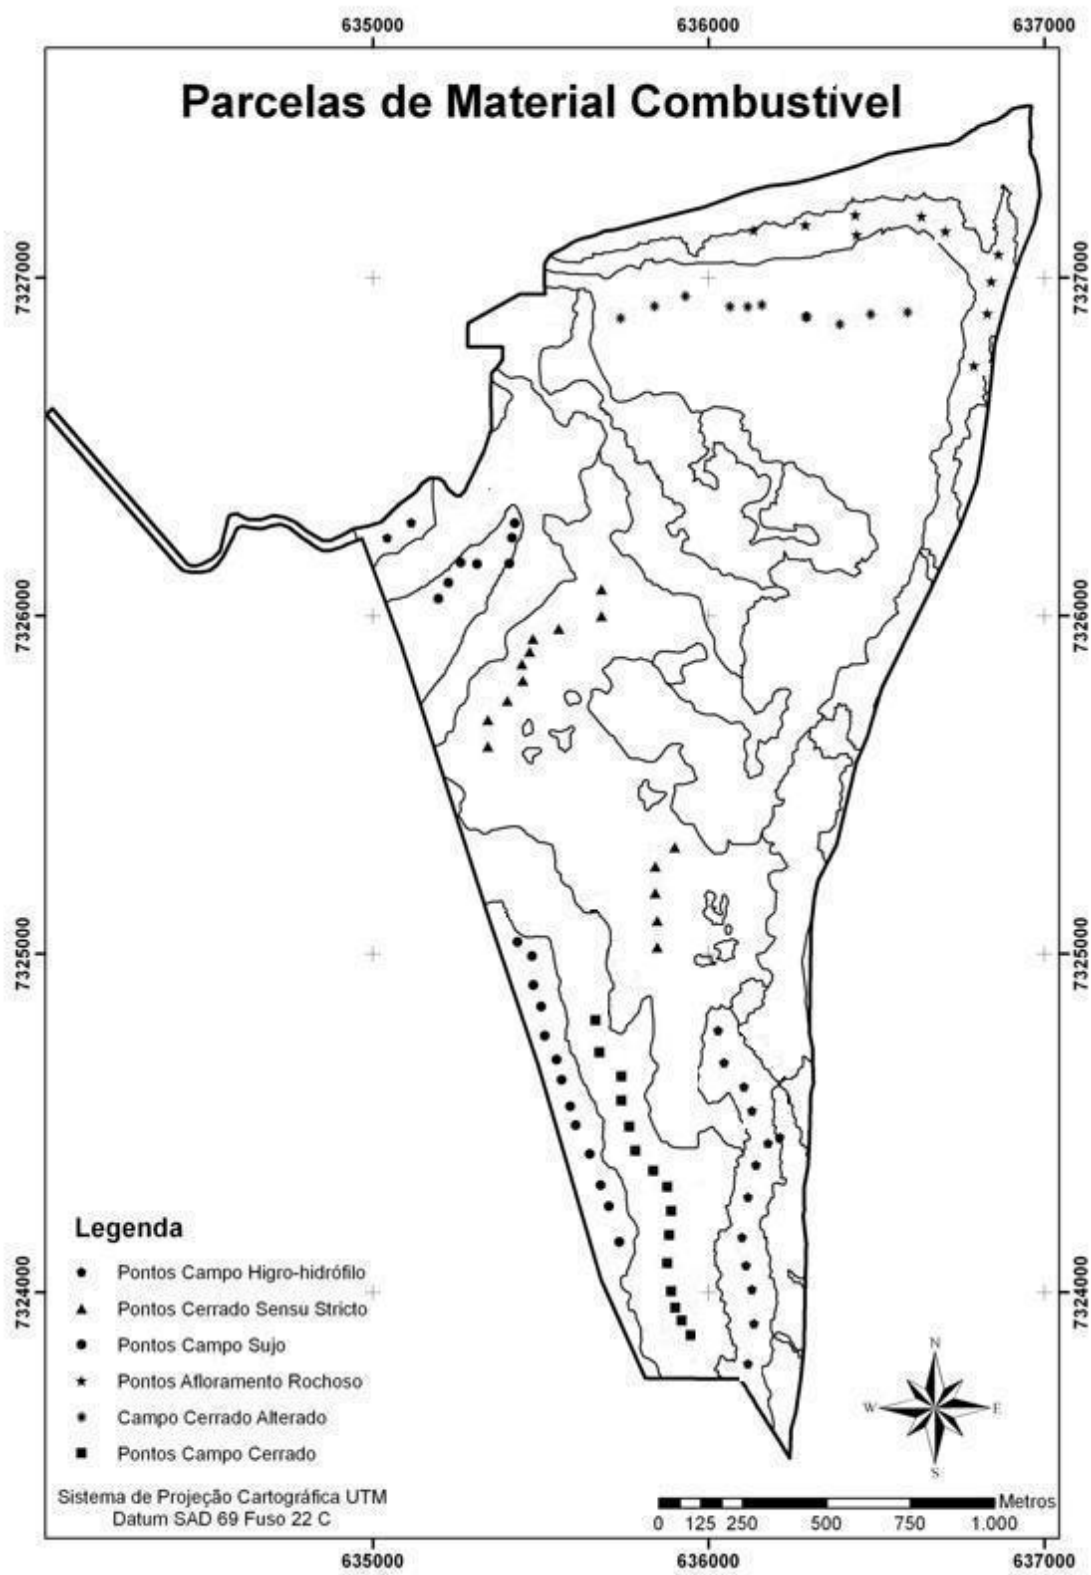 635000 636000 637000
Parcelas de Material Combustível
7327000 7327000
7326000 7326000
7325000 7325000
Legenda
Pontos Campo Higro-hidrófilo
7324000 7324000
Pontos Cerrado Sensu Stricto
Pontos Campo Sujo
N
Pontos Afloramento Rochoso
W E
Campo Cerrado Alterado
Pontos Campo Cerrado
S
Sistema de Projeção Cartográfica UTM
Datum SAD 69 Fuso 22 C
Metros
0 125 250 500 750 1.000
635000 636000 637000